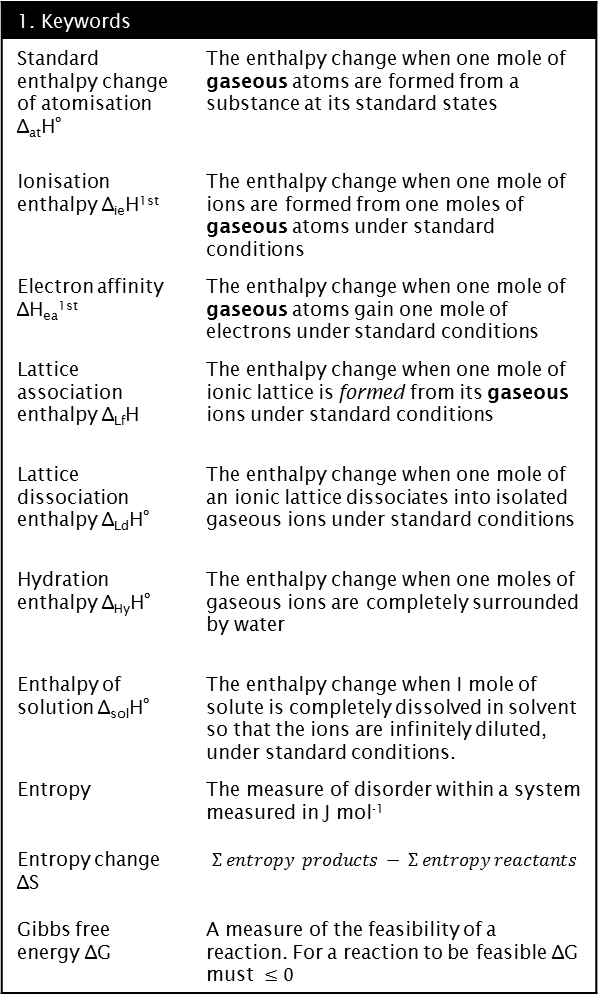 1. Keywords
Standard enthalpy change of atomisation ΔatH° The enthalpy change when one mole of
gaseous atoms are formed from a
substance at its standard states
Ionisation enthalpy ΔieH1st The enthalpy change when one mole of
ions are formed from one moles of
gaseous atoms under standard
conditions
Electron affinity ΔHea1st The enthalpy change when one mole of
gaseous atoms gain one mole of
electrons under standard conditions
Lattice association enthalpy ΔLfH The enthalpy change when one mole of
ionic lattice is formed from its gaseous
ions under standard conditions
Lattice dissociation enthalpy ΔLdH° The enthalpy change when one mole of
an ionic lattice dissociates into isolated
gaseous ions under standard conditions
Hydration enthalpy ΔHyH° The enthalpy change when one moles of
gaseous ions are completely surrounded
by water
Enthalpy of solution ΔsolH° The enthalpy change when I mole of
solute is completely dissolved in solvent
so that the ions are infinitely diluted,
under standard conditions.
Entropy The measure of disorder within a system
measured in J mol-1
Entropy change ΔS Σ entropy products − Σ entropy reactants
Gibbs free energy ΔG A measure of the feasibility of a
reaction. For a reaction to be feasible ΔG
must ≤ 0